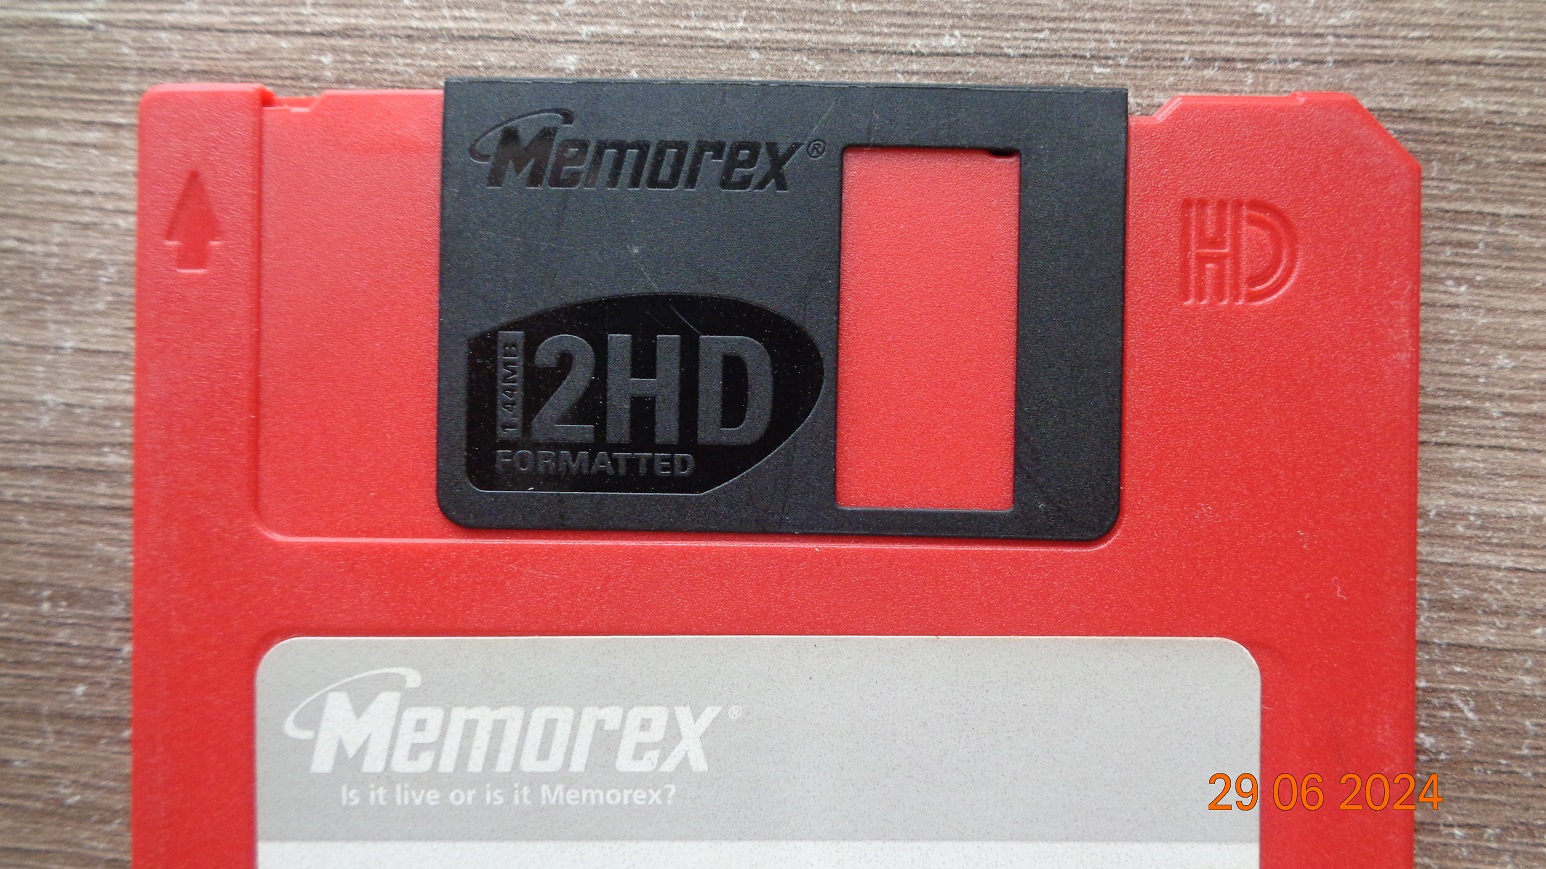 Memorex®
HD
1.44MB
2HD
FORMATTED
Memorex®
Is it live or is it Memorex?
29 06 2024